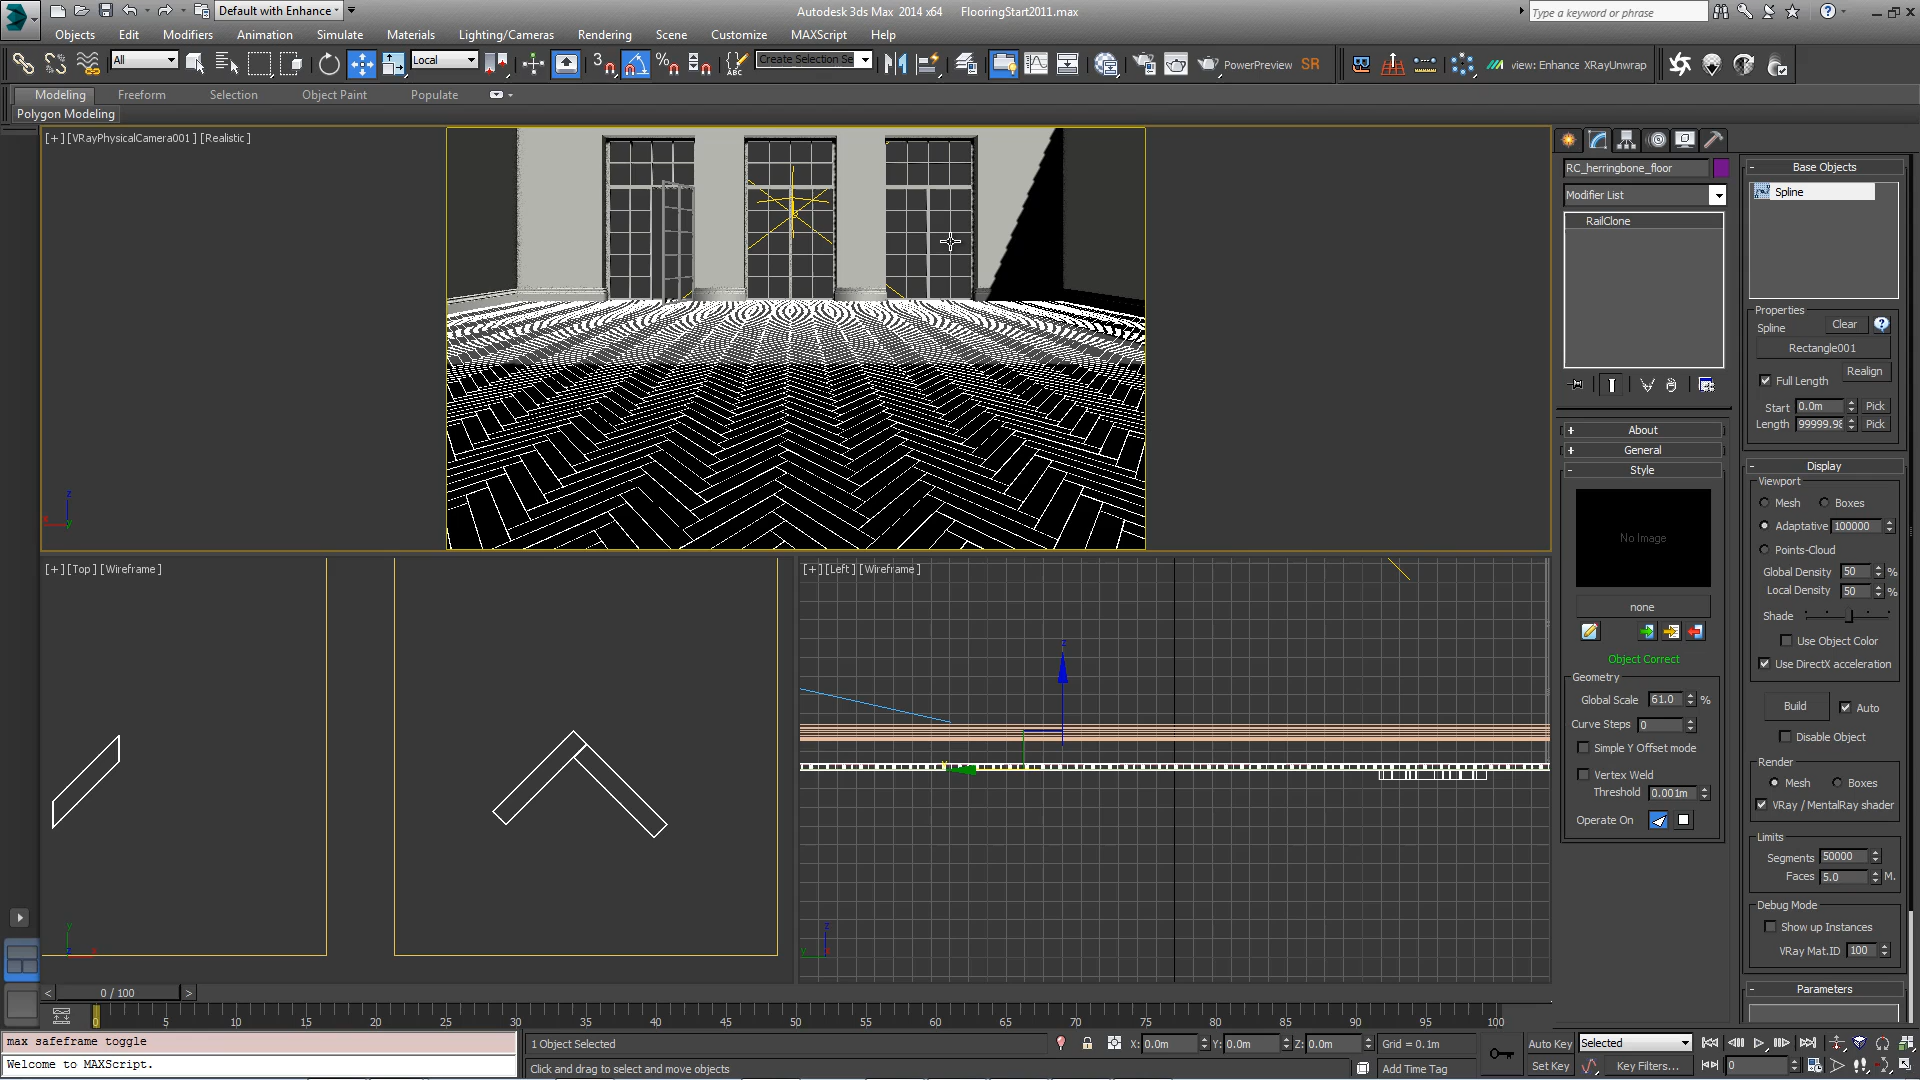 Default with Enhance
Autodesk 3ds Max 2014 x64 FlooringStart2011.max
Type a keyword or phrase
Objects Edit Modifiers Animation Simulate Materials Lighting/Cameras Rendering Scene Customize MAXScript Help
All
Local
3
Create Selection Se
PowerPreview SR
view: Enhance XRayUnwrap
Modeling Freeform Selection Object Paint Populate
Polygon Modeling
[+] [VRayPhysicalCamera001] [Realistic]
RC_herringbone_floor
Modifier List
RailClone
Base Objects
Spline
Properties
Spline Clear
Rectangle001
Full Length Realign
Start 0.0m Pick
Length 99999.98 Pick
About
General
Style
No Image
none
Object Correct
Geometry
Global Scale 61.0 %
Curve Steps 0
Simple Y Offset mode
Vertex Weld
Threshold 0.001m
Operate On
Display
Viewport
Mesh Boxes
Adaptive 100000
Points-Cloud
Global Density 50 %
Local Density 50 %
Shade
Use Object Color
Use DirectX acceleration
Build Auto
Disable Object
Render
Mesh Boxes
VRay / MentalRay shader
Limits
Segments 50000
Faces 5.0 M.
Debug Mode
Show up Instances
VRay Mat.ID 100
Parameters
[+] [Top] [Wireframe]
[+] [Left] [Wireframe]
z
x
y
< 0 / 100 >
0 5 10 15 20 25 30 35 40 45 50 55 60 65 70 75 80 85 90 95 100
max safeframe toggle
Welcome to MAXScript.
1 Object Selected
Click and drag to select and move objects
X: 0.0m Y: 0.0m Z: 0.0m Grid = 0.1m
Add Time Tag
Auto Key Selected
Set Key Key Filters...
0